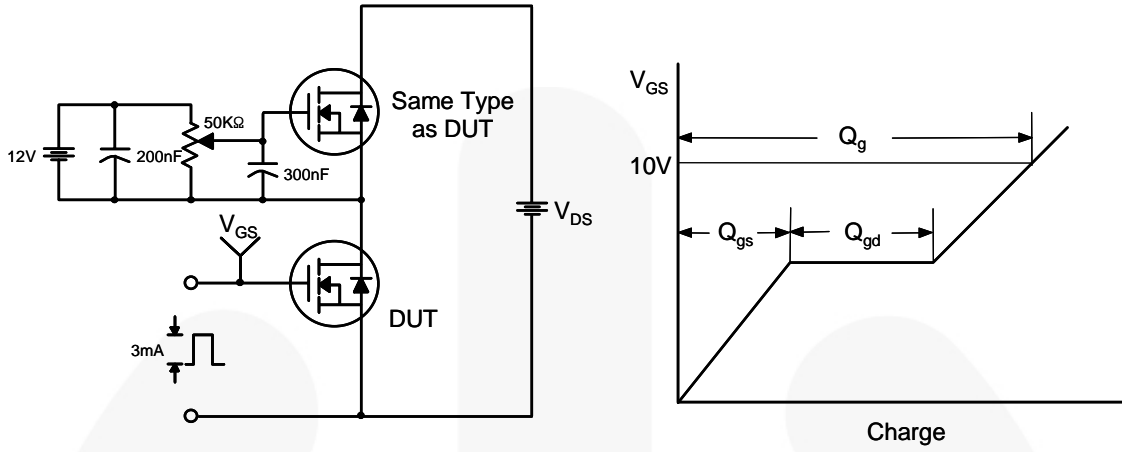 Same Type
as DUT
50KΩ
12V
200nF
300nF
V_GS
V_DS
DUT
3mA
V_GS
Q_g
10V
Q_gs
Q_gd
Charge